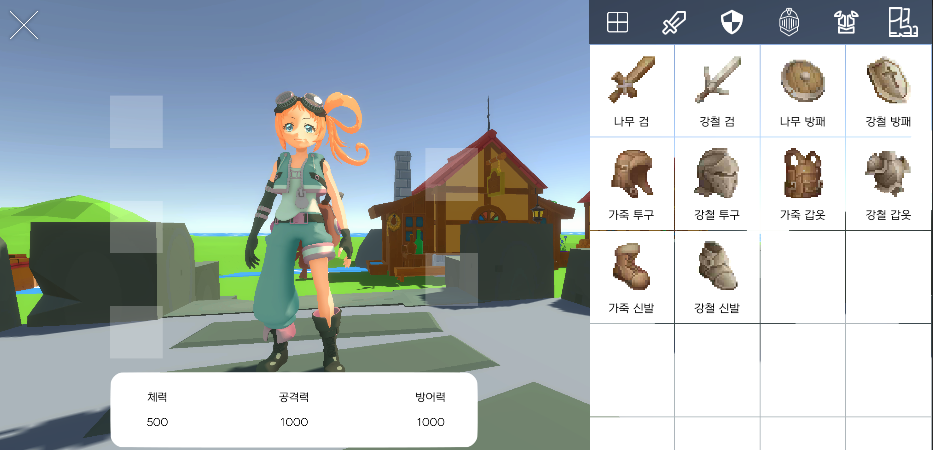 나무 검
강철 검
나무 방패
강철 방패
가죽 투구
강철 투구
가죽 갑옷
강철 갑옷
가죽 신발
강철 신발
체력
공격력
방어력
500
1000
1000